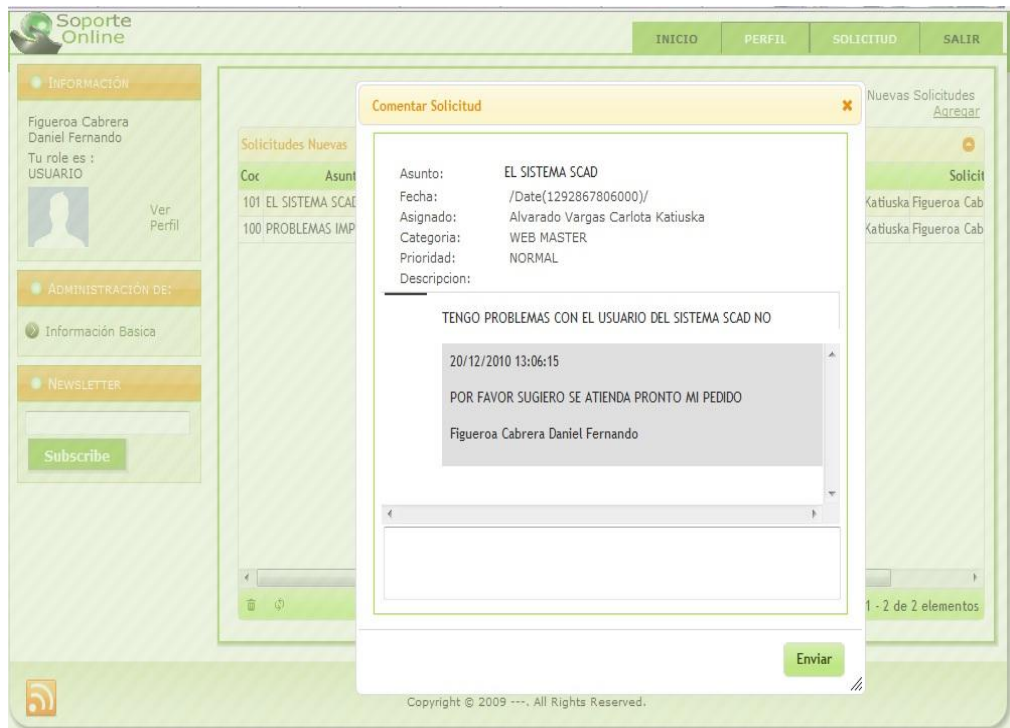 Soporte
Online
INICIO
PERFIL
SOLICITUD
SALIR
INFORMACIÓN
Figueroa Cabrera
Daniel Fernando
Tu role es :
USUARIO
Ver
Perfil
ADMINISTRACIÓN DE:
Información Basica
NEWSLETTER
Subscribe
Nuevas Solicitudes
Agregar
Solicitudes Nuevas
Asunt
Solicit
101 EL SISTEMA SCAD
Katiuska Figueroa Cab
100 PROBLEMAS IMP
Katiuska Figueroa Cab
1 - 2 de 2 elementos
Comentar Solicitud
Asunto: EL SISTEMA SCAD
Fecha: /Date(1292867806000)/
Asignado: Alvarado Vargas Carlota Katiuska
Categoria: WEB MASTER
Prioridad: NORMAL
Descripcion:
TENGO PROBLEMAS CON EL USUARIO DEL SISTEMA SCAD NO
20/12/2010 13:06:15
POR FAVOR SUGIERO SE ATIENDA PRONTO MI PEDIDO
Figueroa Cabrera Daniel Fernando
Enviar
Copyright © 2009 ---. All Rights Reserved.